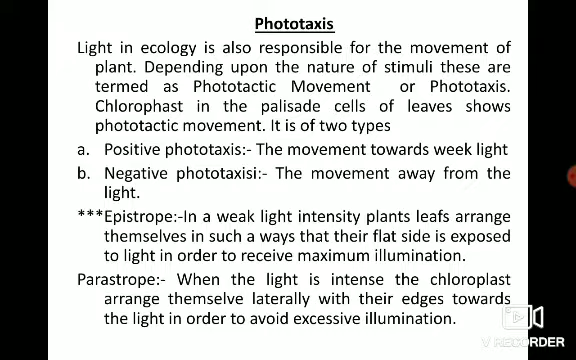 Phototaxis
Light in ecology is also responsible for the movement of
plant. Depending upon the nature of stimuli these are
termed as Phototactic Movement or Phototaxis.
Chlorophast in the palisade cells of leaves shows
phototactic movement. It is of two types
a. Positive phototaxis:- The movement towards week light
b. Negative phototaxisi:- The movement away from the
light.
***Epistrope:-In a weak light intensity plants leafs arrange
themselves in such a ways that their flat side is exposed
to light in order to receive maximum illumination.
Parastrope:- When the light is intense the chloroplast
arrange themselve laterally with their edges towards
the light in order to avoid excessive illumination.
V RECORDER